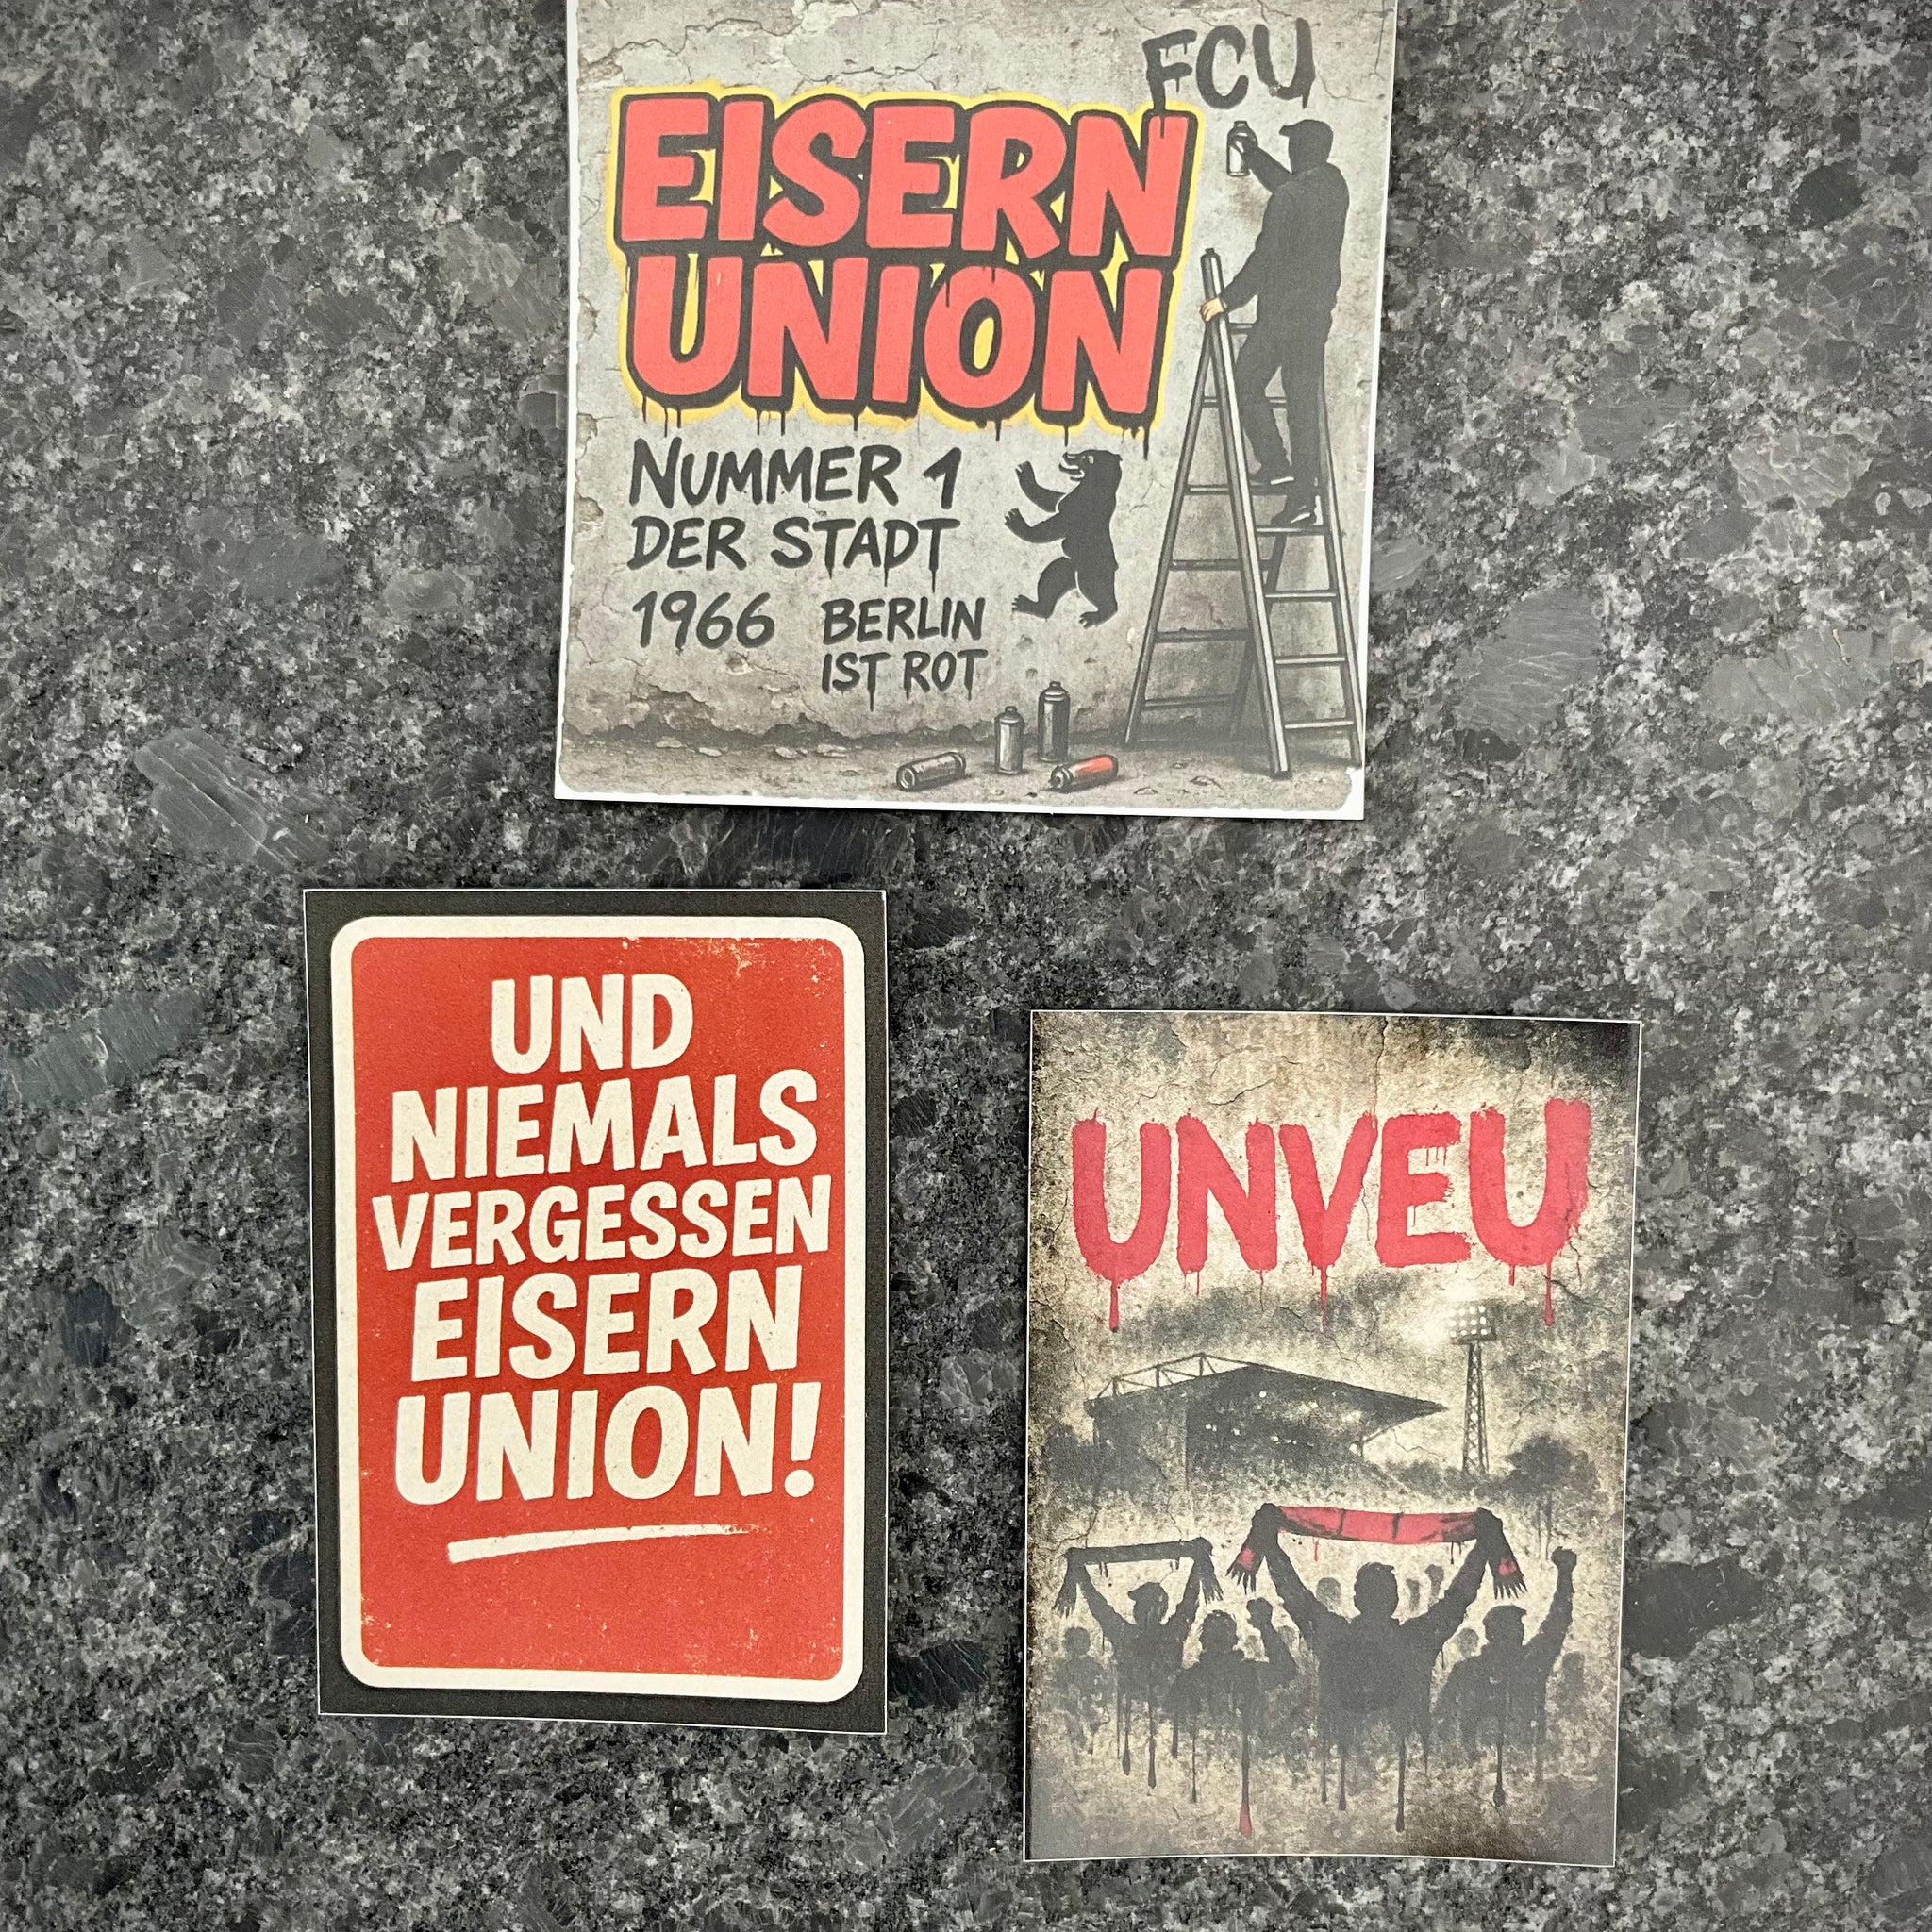 FCU
EISERN
UNION
NUMMER 1
DER STADT
1966 BERLIN
IST ROT
UND
NIEMALS
VERGESSEN
EISERN
UNION!
UNVEU